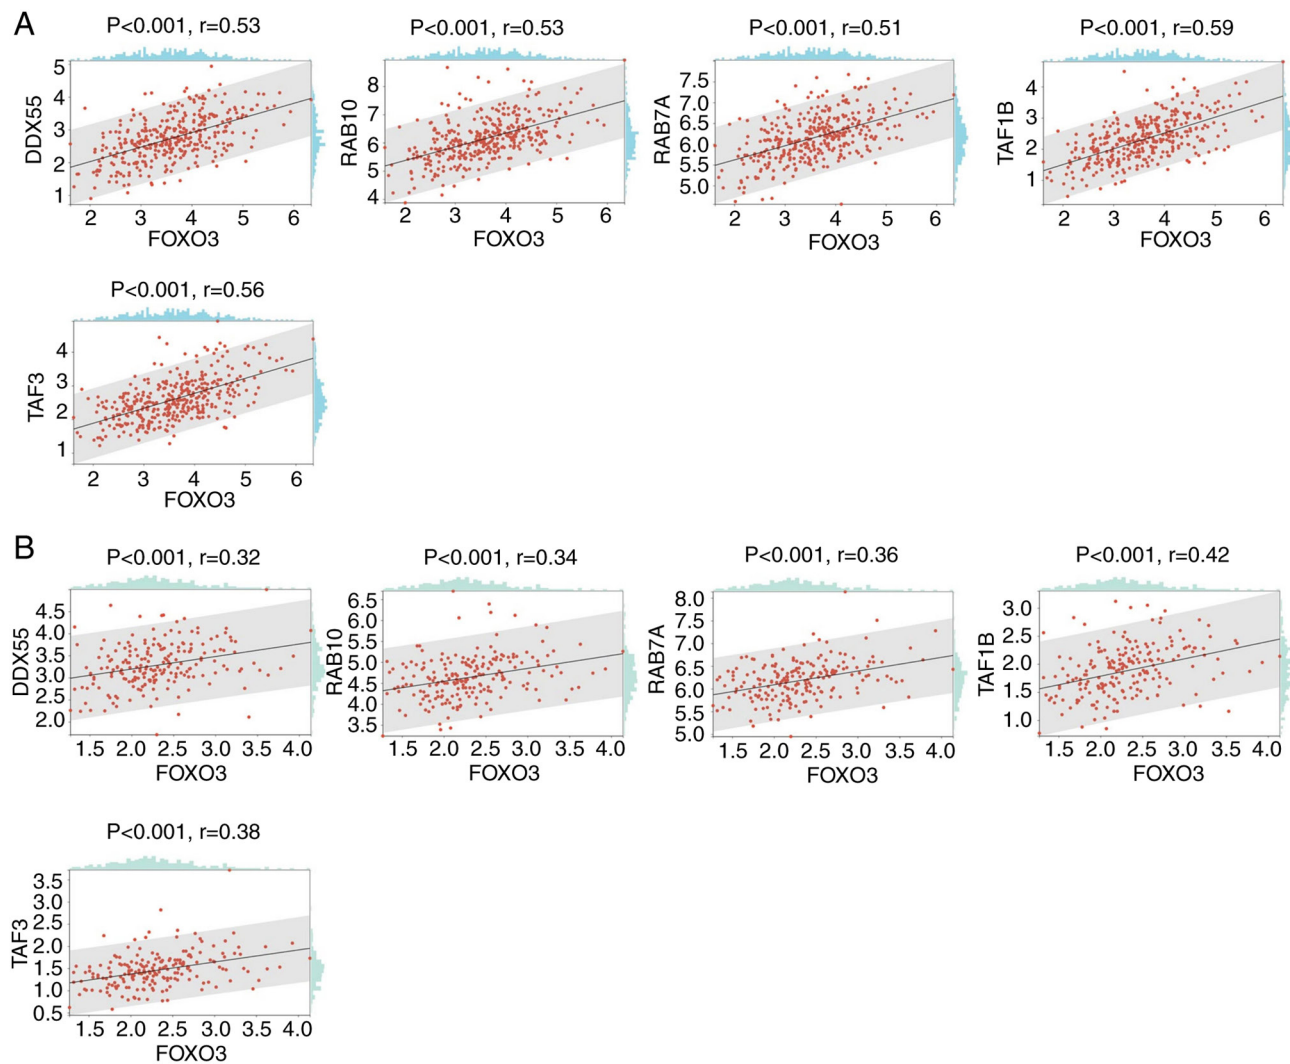 A
P<0.001, r=0.53
P<0.001, r=0.53
P<0.001, r=0.51
P<0.001, r=0.59
DDX55
5
4
3
2
1
2 3 4 5 6
FOXO3
RAB10
8
7
6
5
4
2 3 4 5 6
FOXO3
RAB7A
7.5
7.0
6.5
6.0
5.5
5.0
2 3 4 5 6
FOXO3
TAF1B
4
3
2
1
2 3 4 5 6
FOXO3
P<0.001, r=0.56
TAF3
4
3
2
1
2 3 4 5 6
FOXO3
B
P<0.001, r=0.32
P<0.001, r=0.34
P<0.001, r=0.36
P<0.001, r=0.42
DDX55
4.5
4.0
3.5
3.0
2.5
2.0
1.5 2.0 2.5 3.0 3.5 4.0
FOXO3
RAB10
6.5
6.0
5.5
5.0
4.5
4.0
3.5
1.5 2.0 2.5 3.0 3.5 4.0
FOXO3
RAB7A
8.0
7.5
7.0
6.5
6.0
5.5
5.0
1.5 2.0 2.5 3.0 3.5 4.0
FOXO3
TAF1B
3.0
2.5
2.0
1.5
1.0
1.5 2.0 2.5 3.0 3.5 4.0
FOXO3
P<0.001, r=0.38
TAF3
3.5
3.0
2.5
2.0
1.5
1.0
0.5
1.5 2.0 2.5 3.0 3.5 4.0
FOXO3